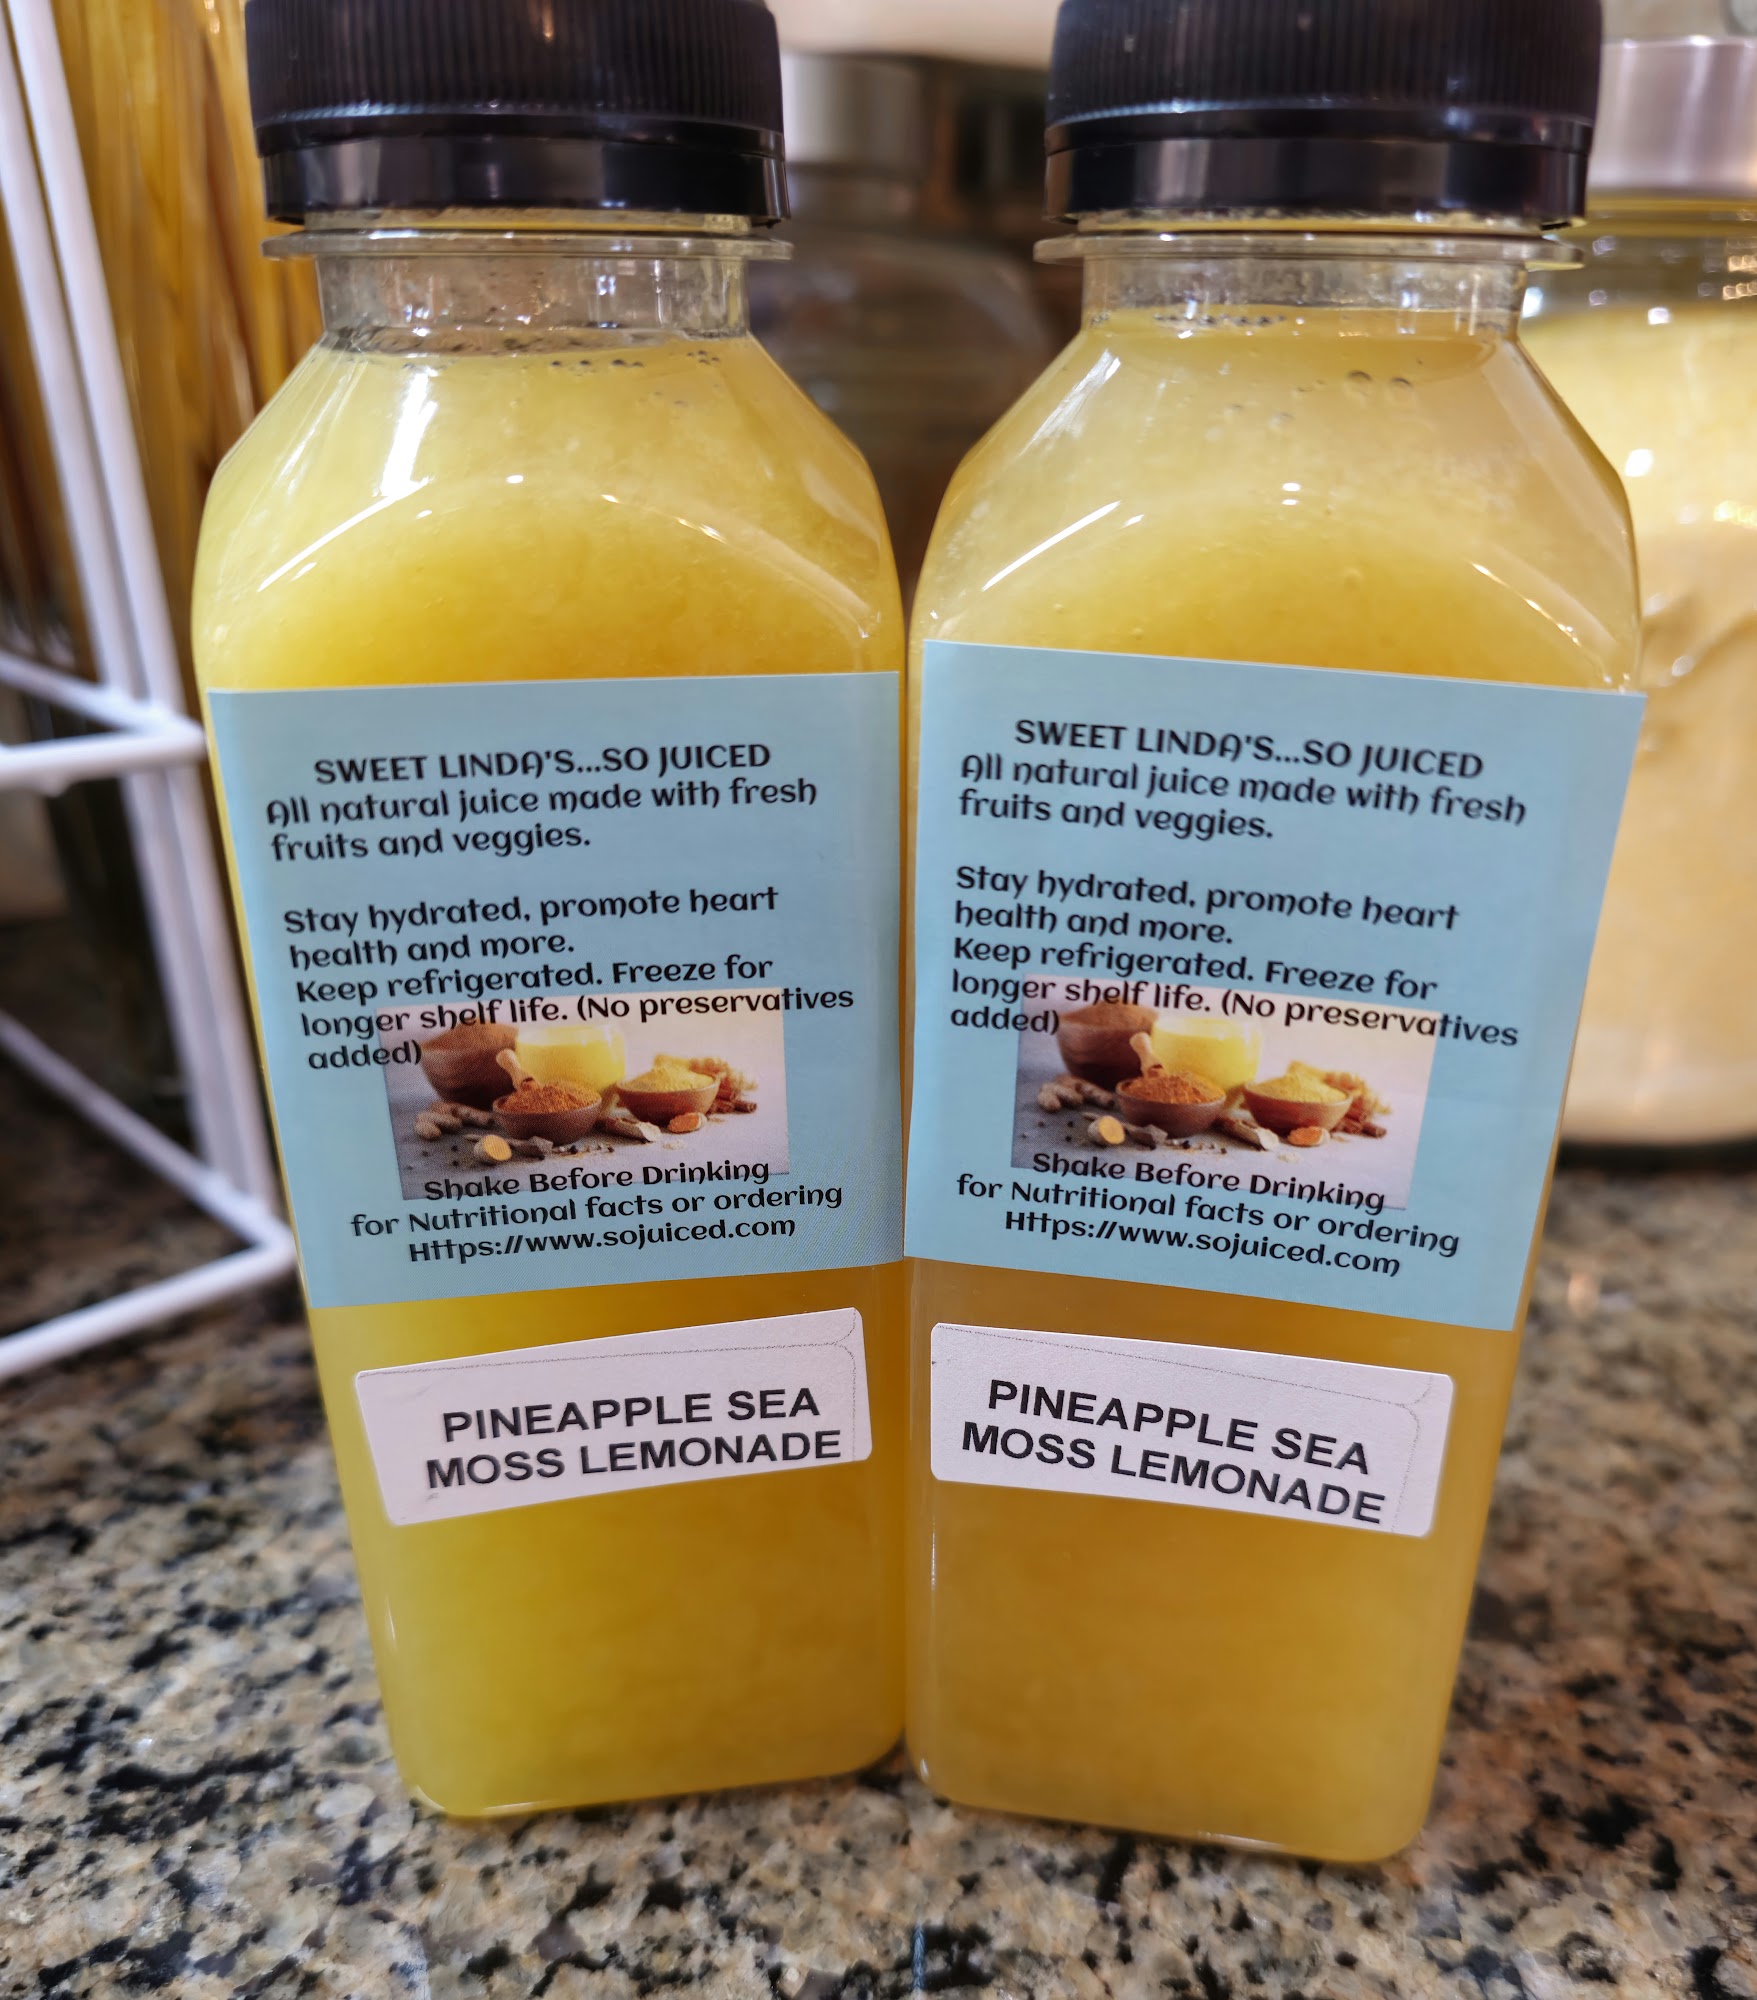 SWEET LINDA'S...SO JUICED
All natural juice made with fresh
fruits and veggies.
Stay hydrated, promote heart
health and more.
Keep refrigerated. Freeze for
longer shelf life. (No preservatives
added)
Shake Before Drinking
for Nutritional facts or ordering
Https://www.sojuiced.com
PINEAPPLE SEA
MOSS LEMONADE
SWEET LINDA'S...SO JUICED
All natural juice made with fresh
fruits and veggies.
Stay hydrated, promote heart
health and more.
Keep refrigerated. Freeze for
longer shelf life. (No preservatives
added)
Shake Before Drinking
for Nutritional facts or ordering
Https://www.sojuiced.com
PINEAPPLE SEA
MOSS LEMONADE